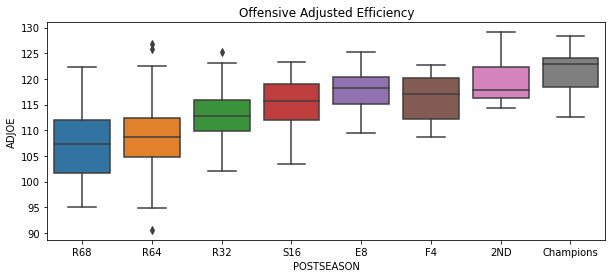 Offensive Adjusted Efficiency
ADJOE
130
125
120
115
110
105
100
95
90
R68 R64 R32 S16 E8 F4 2ND Champions
POSTSEASON